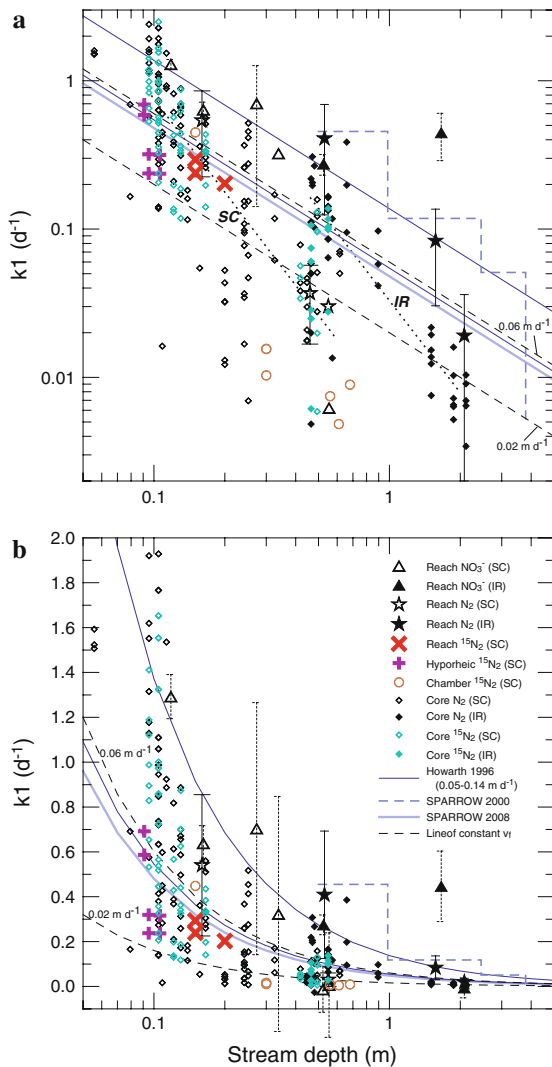 a
1
0.1
0.01
k1 (d-1)
SC
IR
0.06 m d-1
0.02 m d-1
0.1
1
b
2.0
1.8
1.6
1.4
1.2
1.0
0.8
0.6
0.4
0.2
0.0
k1 (d-1)
0.06 m d-1
0.02 m d-1
Reach NO3- (SC)
Reach NO3- (IR)
Reach N2 (SC)
Reach N2 (IR)
Reach 15N2 (SC)
Hyporheic 15N2 (SC)
Chamber 15N2 (SC)
Core N2 (SC)
Core N2 (IR)
Core 15N2 (SC)
Core 15N2 (IR)
Howarth 1996
(0.05-0.14 m d-1)
SPARROW 2000
SPARROW 2008
Lineof constant vf
0.1
1
Stream depth (m)